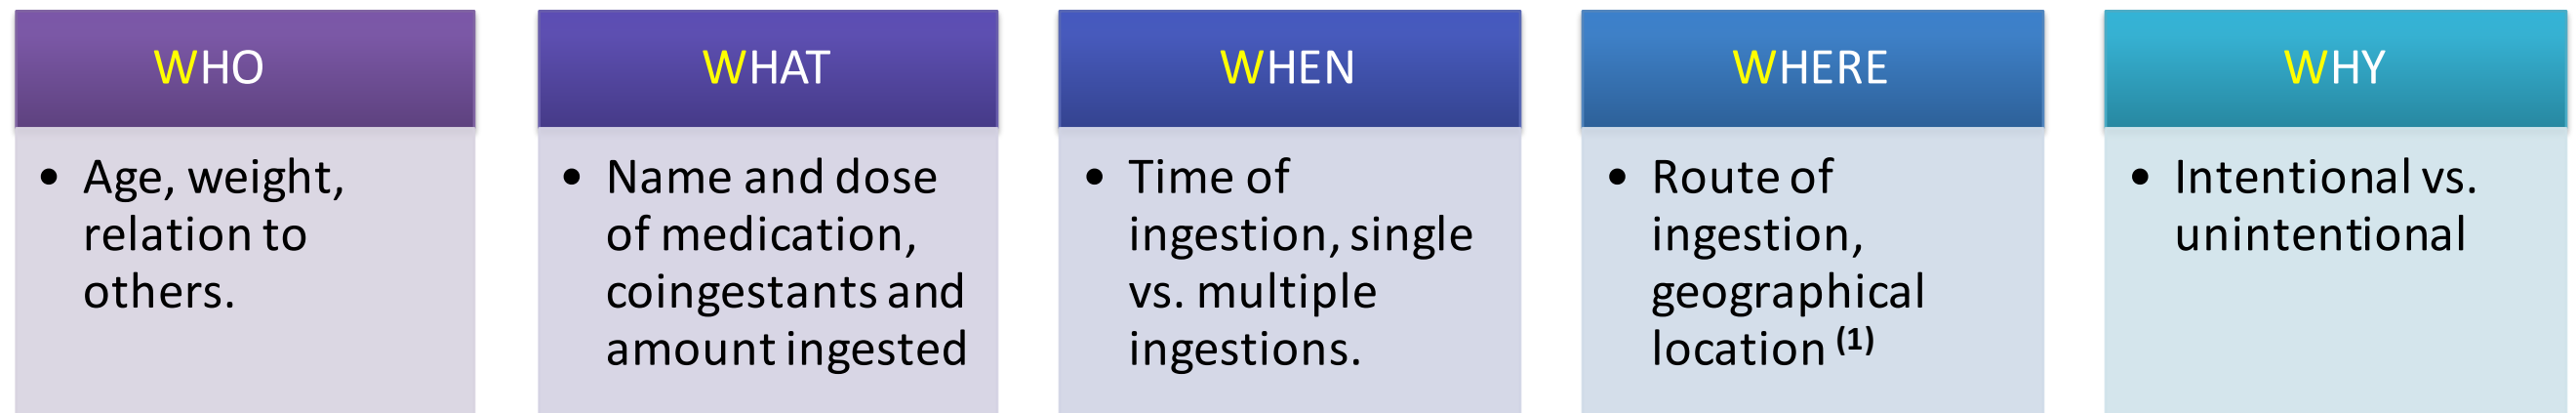 WHO
• Age, weight,
relation to
others.
WHAT
• Name and dose
of medication,
coingestants and
amount ingested
WHEN
• Time of
ingestion, single
vs. multiple
ingestions.
WHERE
• Route of
ingestion,
geographical
location (1)
WHY
• Intentional vs.
unintentional